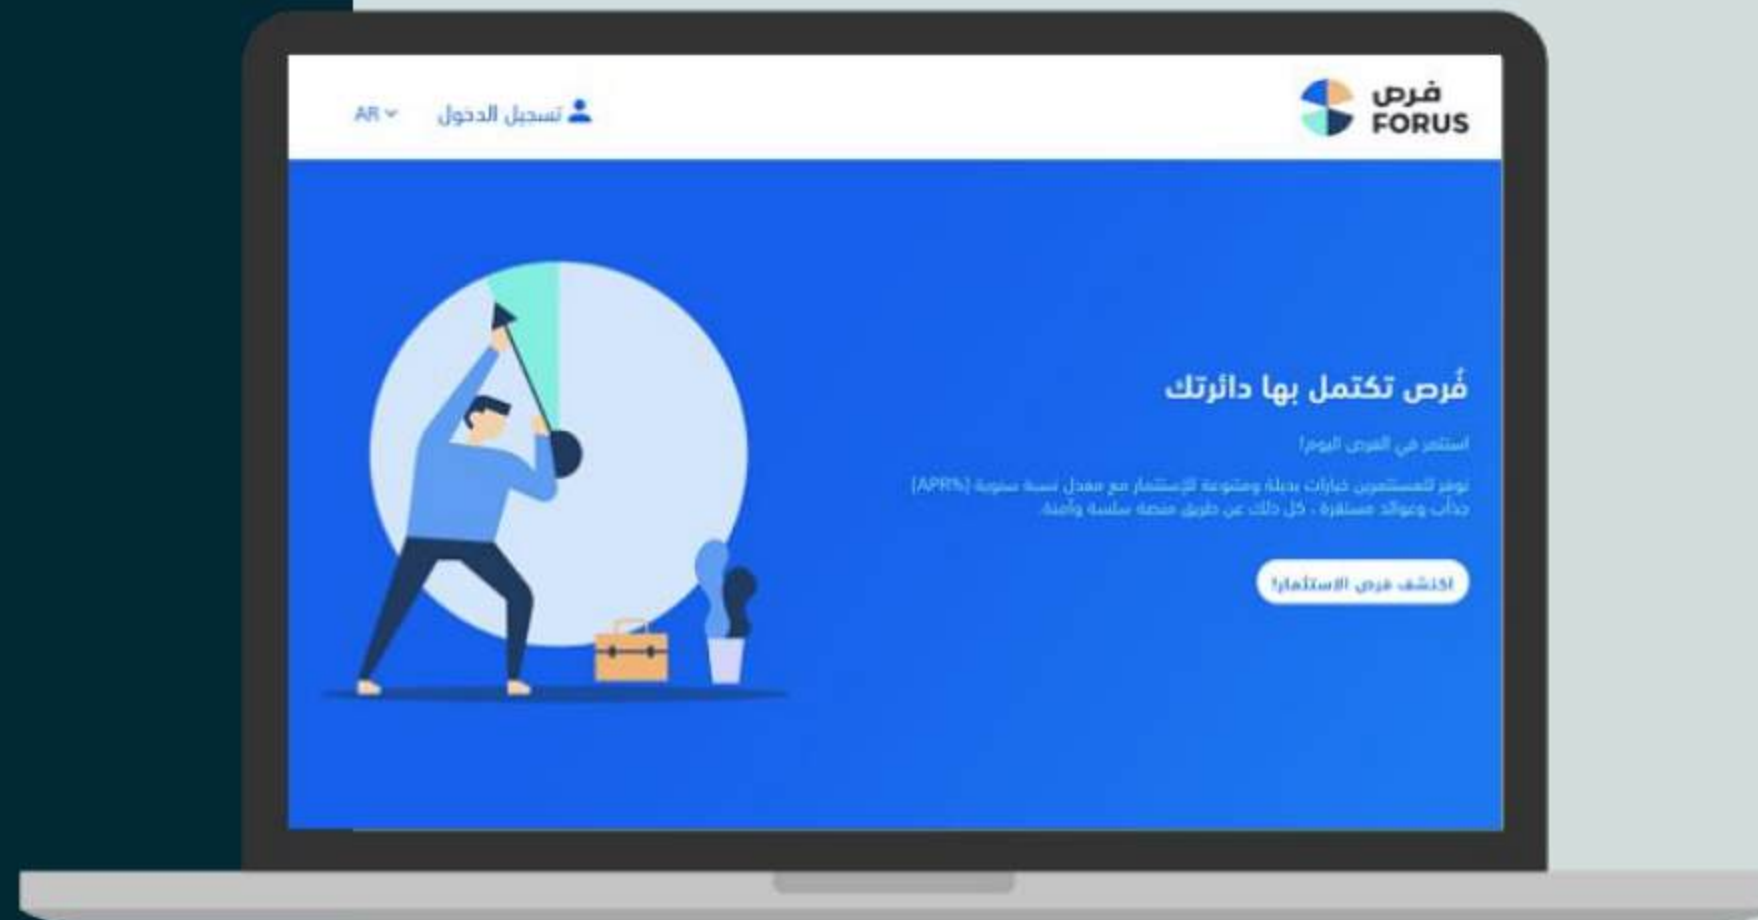 فرص
FORUS
تسجيل الدخول
AR
فُرص تكتمل بها دائرتك
استثمر في الفرص اليوم!
نوفر للمستثمرين خيارات بديلة ومتنوعة للإستثمار مع معدل نسبة سنوية (APR%)
جذاب وعوائد مستقرة ، كل ذلك عن طريق منصة سلسة وآمنة.
اكتشف فرص الاستثمار!